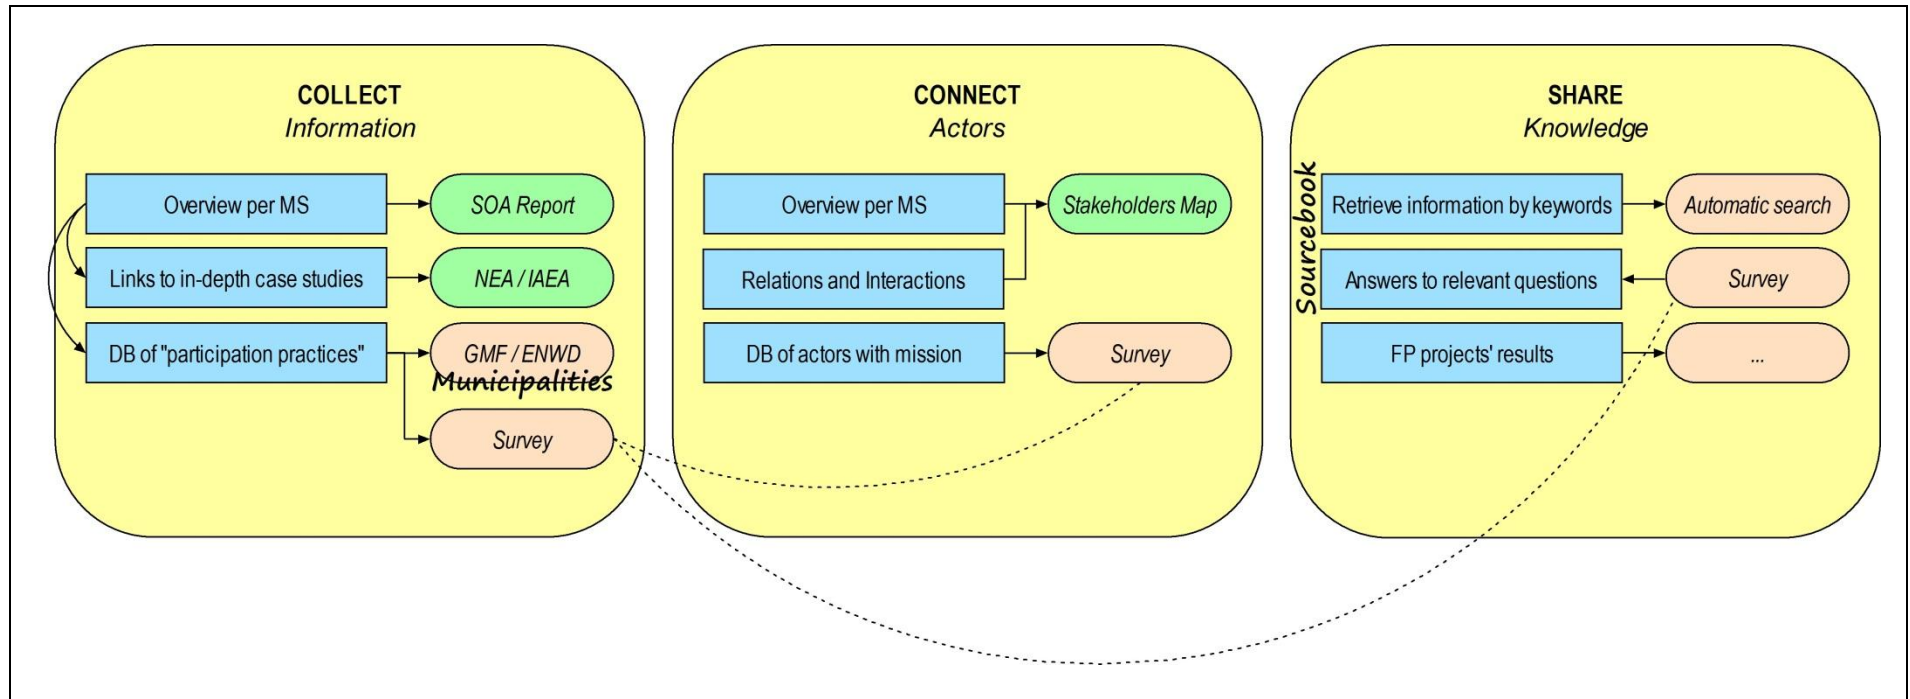 COLLECT
Information
Overview per MS
SOA Report
Links to in-depth case studies
NEA / IAEA
DB of "participation practices"
GMF / ENWD
Municipalities
Survey
CONNECT
Actors
Overview per MS
Stakeholders Map
Relations and Interactions
DB of actors with mission
Survey
SHARE
Knowledge
Sourcebook
Retrieve information by keywords
Automatic search
Answers to relevant questions
Survey
FP projects' results
...